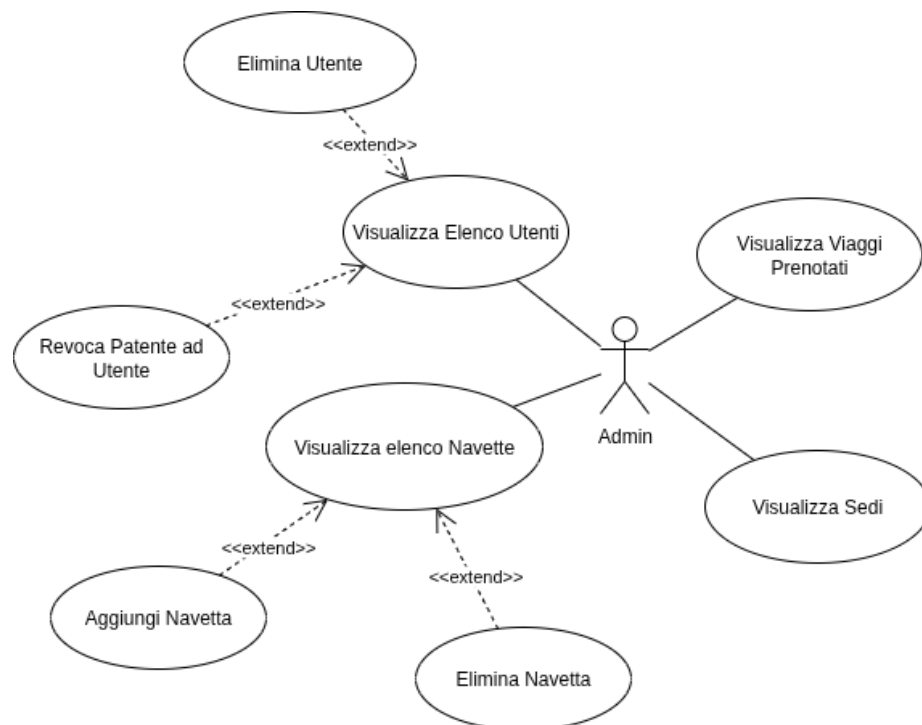 Elimina Utente
<<extend>>
Visualizza Elenco Utenti
Visualizza Viaggi
Prenotati
<<extend>>
Revoca Patente ad
Utente
Admin
Visualizza elenco Navette
Visualizza Sedi
<<extend>>
<<extend>>
Aggiungi Navetta
Elimina Navetta